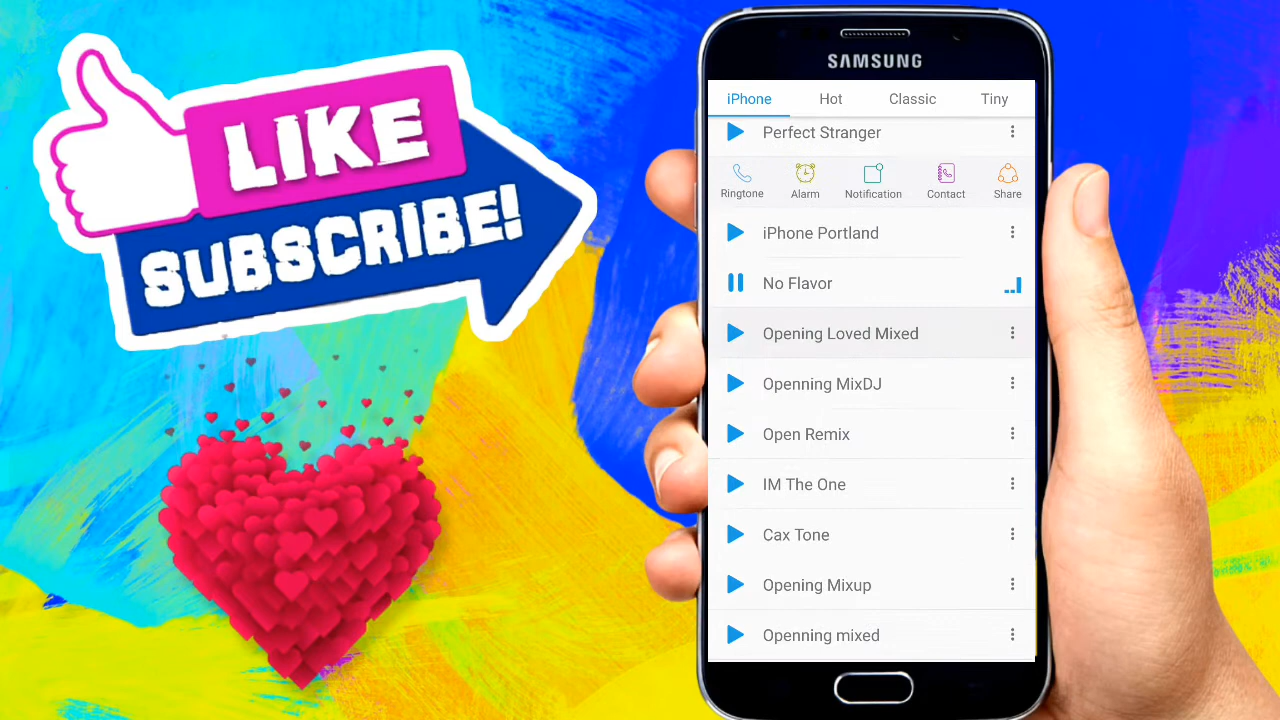 LIKE
SUBSCRIBE!
SAMSUNG
iPhone Hot Classic Tiny
Perfect Stranger
Ringtone Alarm Notification Contact Share
iPhone Portland
No Flavor
Opening Loved Mixed
Openning MixDJ
Open Remix
IM The One
Cax Tone
Opening Mixup
Openning mixed